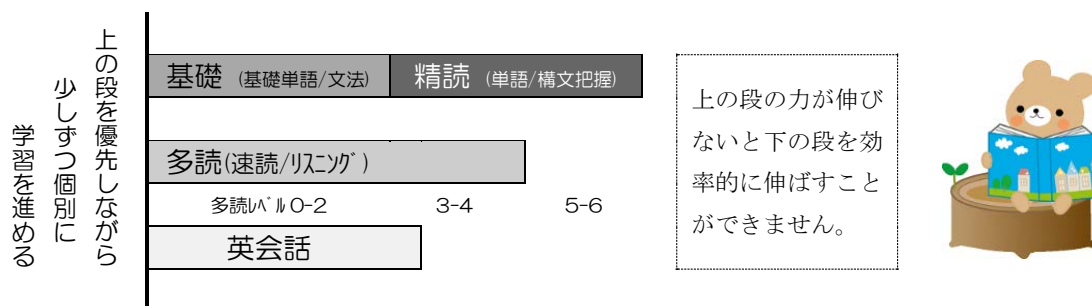 上の段を優先しながら
少しずつ個別に
学習を進める
基礎 (基礎単語/文法) 精読 (単語/構文把握)
多読(速読/ﾘｽﾆﾝｸﾞ)
多読ﾚﾍﾞﾙ 0-2 3-4 5-6
英会話
上の段の力が伸び
ないと下の段を効
率的に伸ばすこと
ができません。